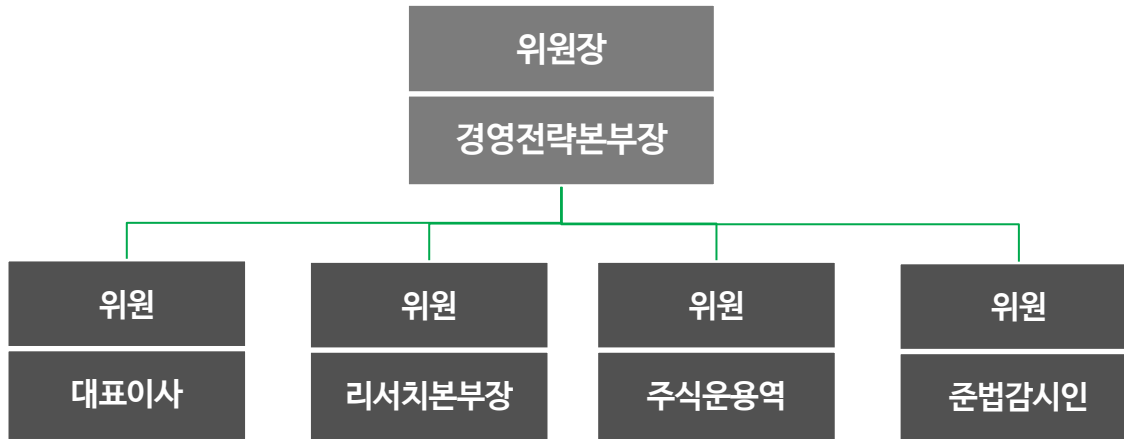 위원장
경영전략본부장
위원
대표이사
위원
리서치본부장
위원
주식운용역
위원
준법감시인